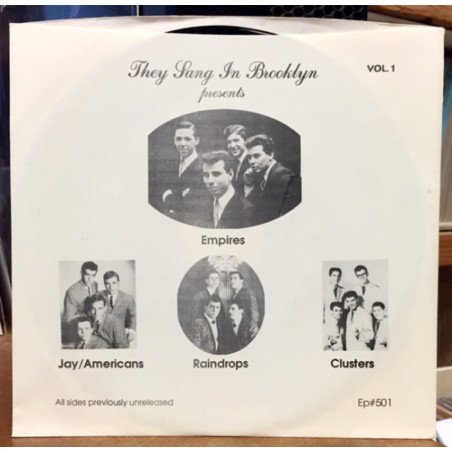 They Sang In Brooklyn
VOL. 1
presents
Empires
Jay/Americans
Raindrops
Clusters
All sides previously unreleased
Ep#501